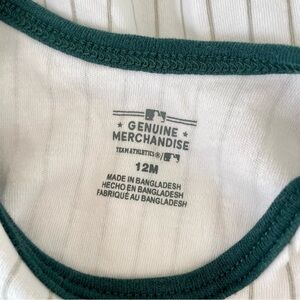 ★ GENUINE ★
MERCHANDISE
TEAM ATHLETICS®/
12M
MADE IN BANGLADESH
HECHO EN BANGLADESH
FABRIQUÉ AU BANGLADESH